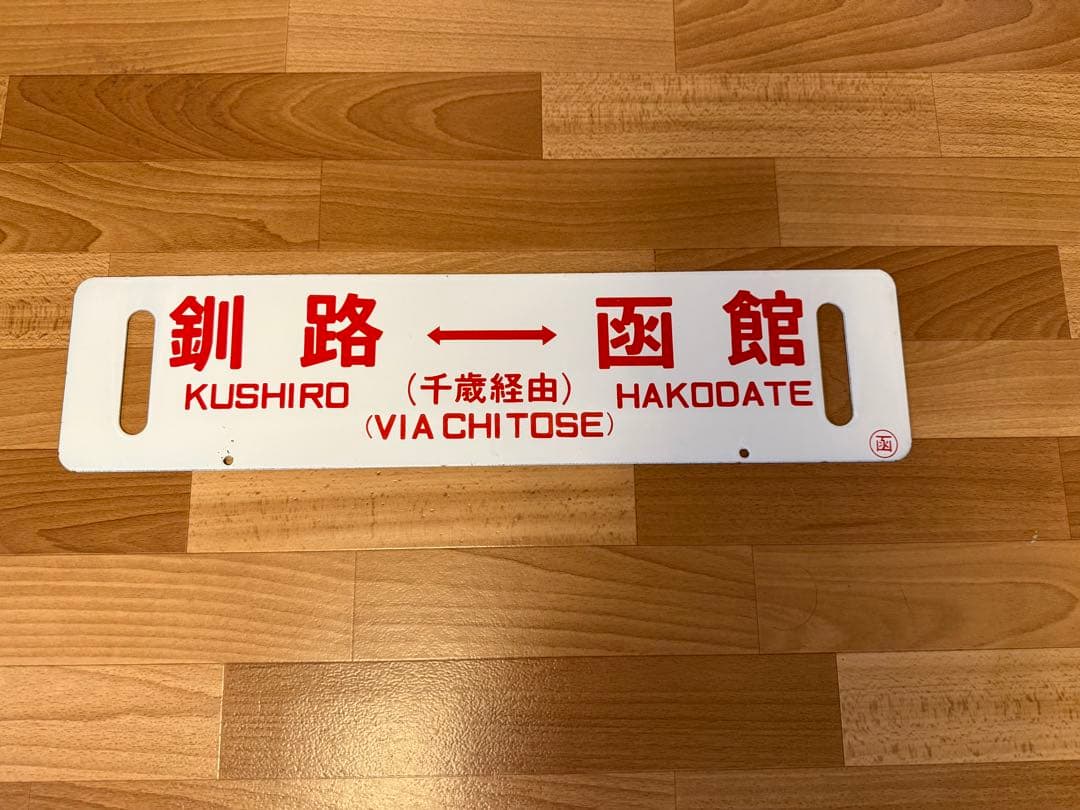 釧路 ↔ 函館
KUSHIRO (千歳経由) HAKODATE
(VIA CHITOSE)
函